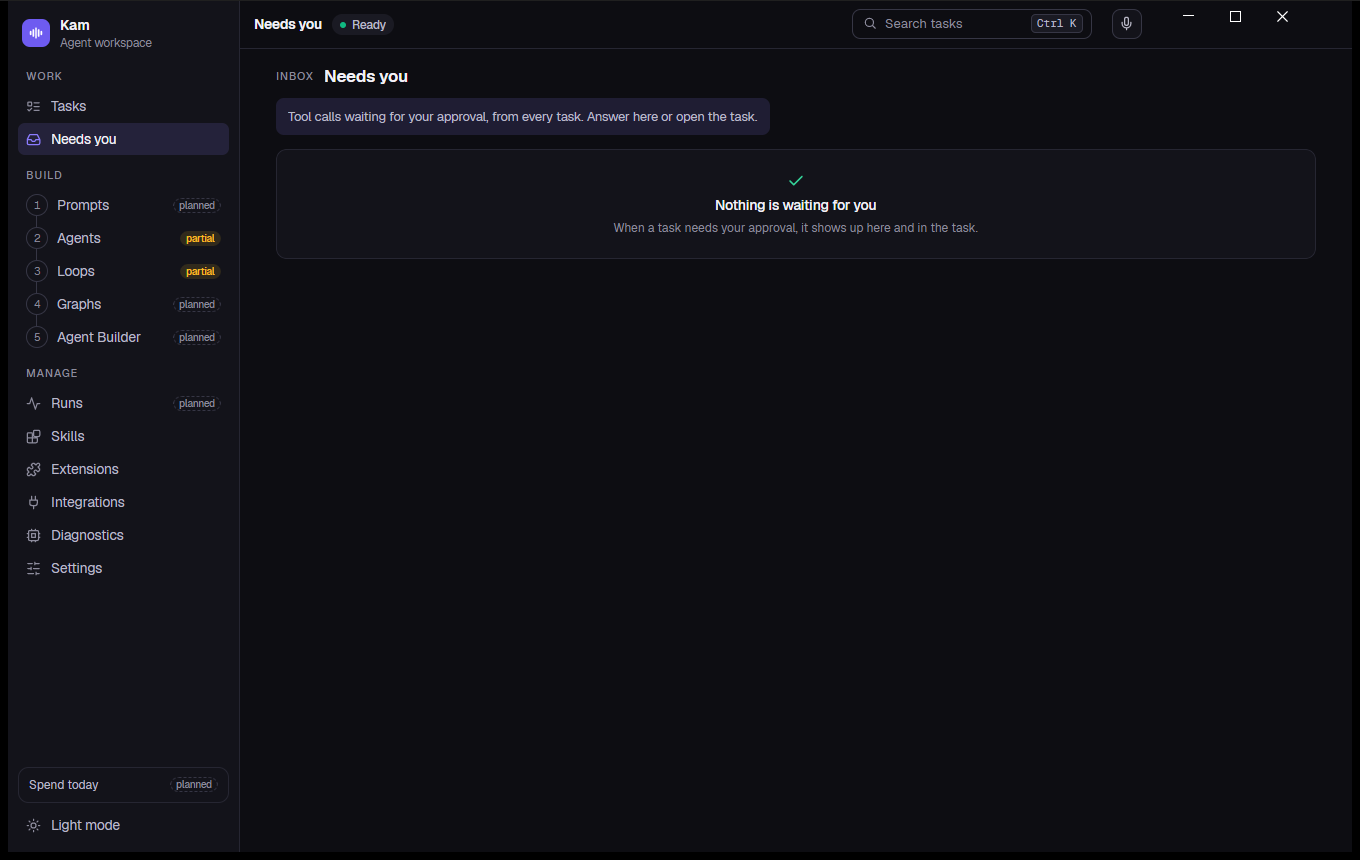 Kam
Agent workspace
WORK
Tasks
Needs you
BUILD
1 Prompts planned
2 Agents partial
3 Loops partial
4 Graphs planned
5 Agent Builder planned
MANAGE
Runs planned
Skills
Extensions
Integrations
Diagnostics
Settings
Spend today planned
Light mode
Needs you Ready
Search tasks Ctrl K
INBOX Needs you
Tool calls waiting for your approval, from every task. Answer here or open the task.
Nothing is waiting for you
When a task needs your approval, it shows up here and in the task.